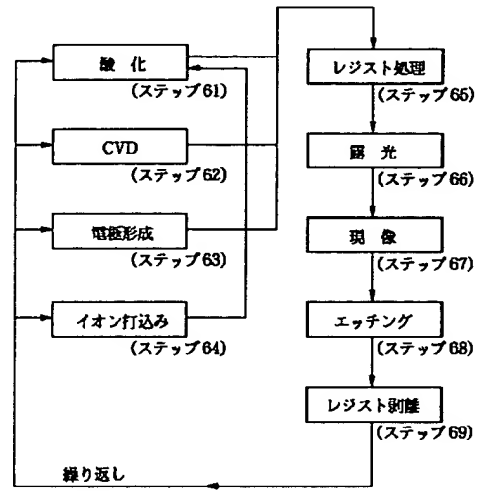 酸 化
(ステップ61)
CVD
(ステップ62)
電極形成
(ステップ63)
イオン打込み
(ステップ64)
レジスト処理
(ステップ65)
露 光
(ステップ66)
現 像
(ステップ67)
エッチング
(ステップ68)
レジスト剥離
(ステップ69)
繰り返し